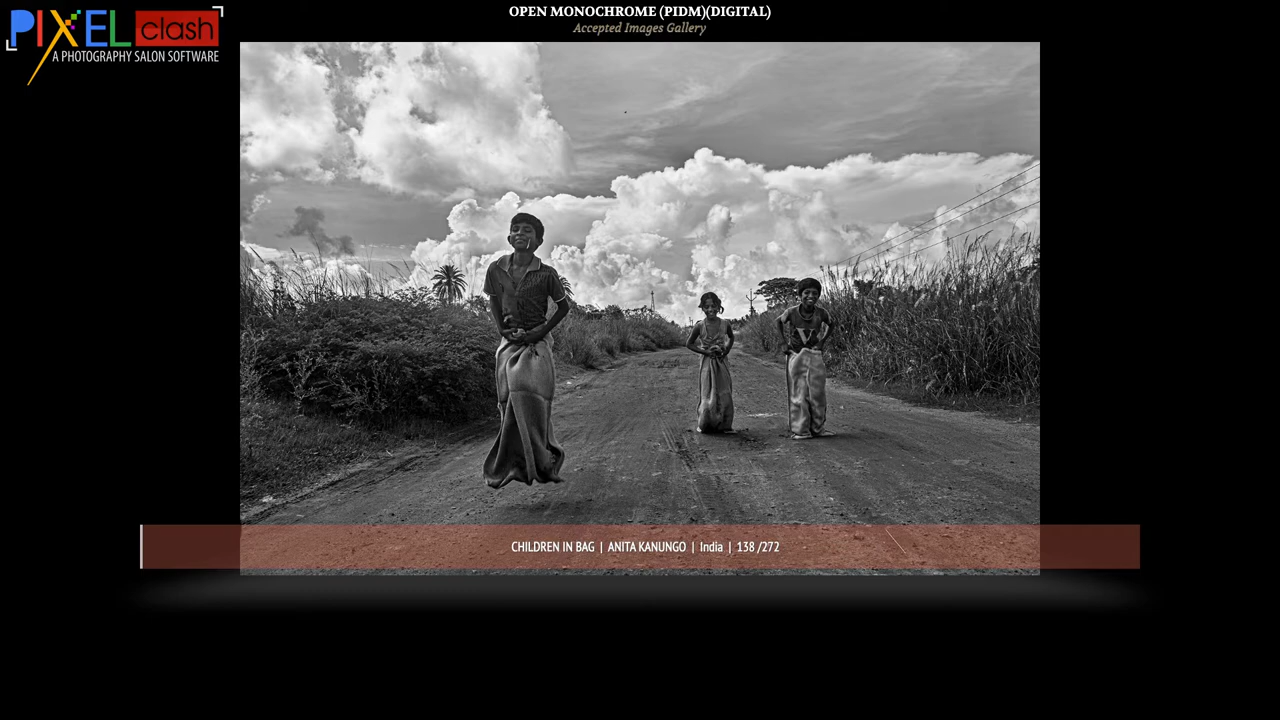 PIXEL clash
A PHOTOGRAPHY SALON SOFTWARE
OPEN MONOCHROME (PIDM)(DIGITAL)
Accepted Images Gallery
V
CHILDREN IN BAG | ANITA KANUNGO | India | 138 /272